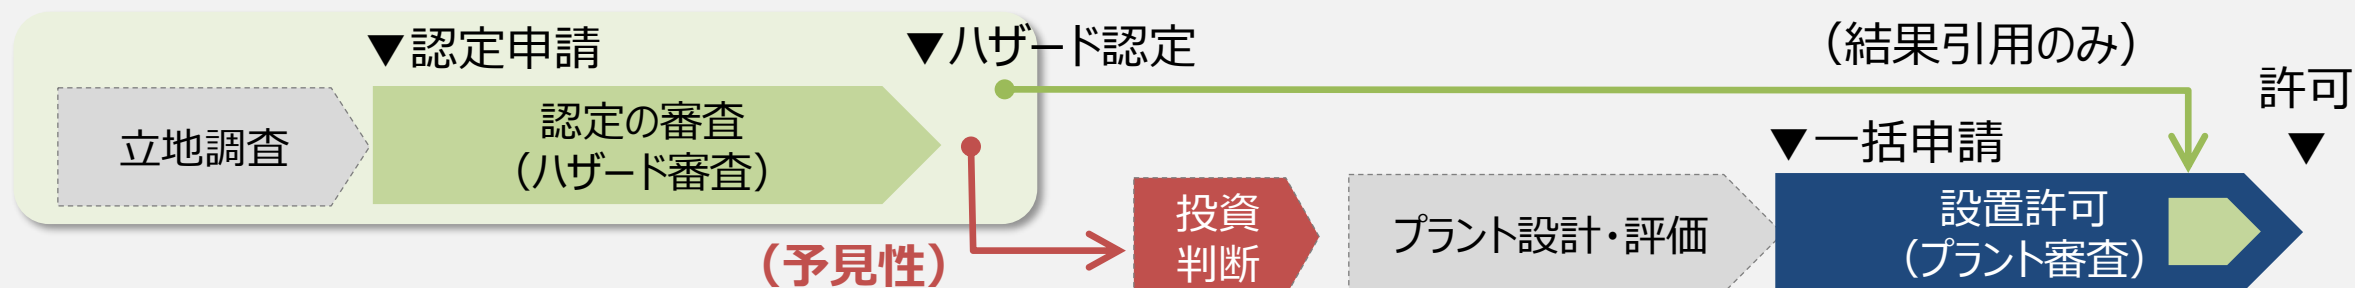 ▼認定申請
▼ハザード認定
(結果引用のみ)
許可
▼
立地調査
認定の審査
(ハザード審査)
▼一括申請
(予見性)
投資
判断
プラント設計・評価
設置許可
(プラント審査)